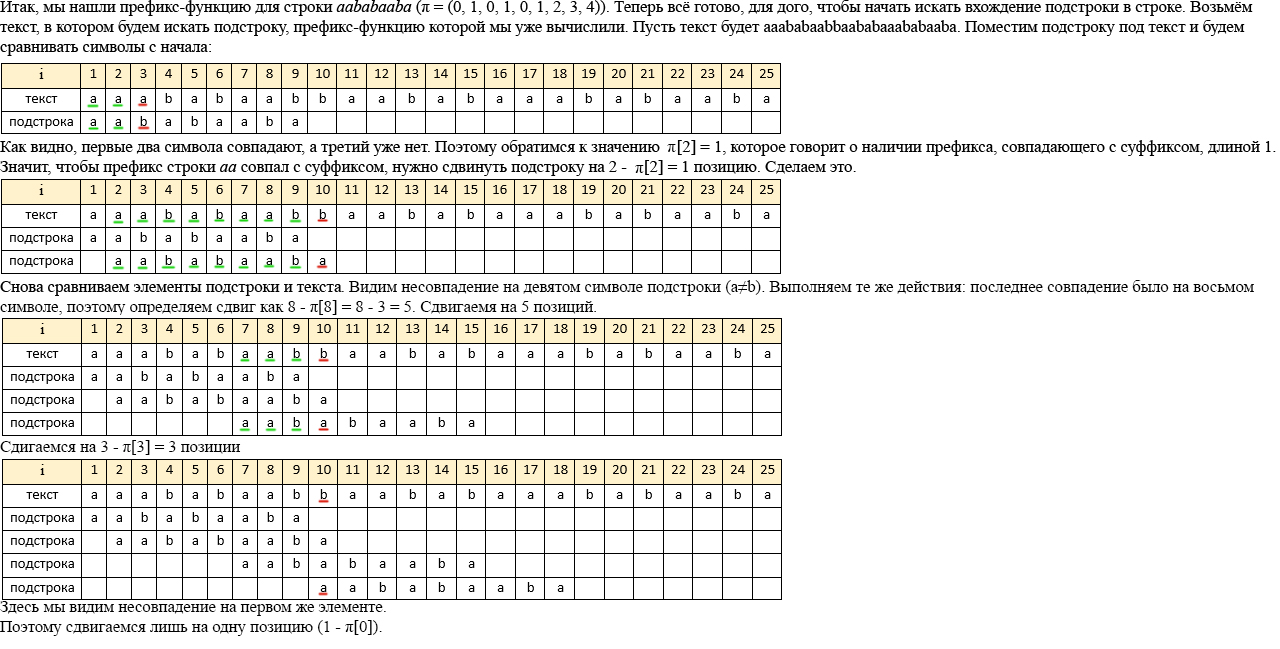 Итак, мы нашли префикс-функцию для строки aababaaba (π = (0, 1, 0, 1, 0, 1, 2, 3, 4)). Теперь всё готово, для дого, чтобы начать искать вхождение подстроки в строке. Возьмём
текст, в котором будем искать подстроку, префикс-функцию которой мы уже вычислили. Пусть текст будет aaababaabbaababaaababaaba. Поместим подстроку под текст и будем
сравнивать символы с начала:
i 1 2 3 4 5 6 7 8 9 10 11 12 13 14 15 16 17 18 19 20 21 22 23 24 25
текст a a a b a b a a b b a a b a b a a a b a b a a b a
подстрока a a b a b a a b a
Как видно, первые два символа совпадают, а третий уже нет. Поэтому обратимся к значению π[2] = 1, которое говорит о наличии префикса, совпадающего с суффиксом, длиной 1.
Значит, чтобы префикс строки aa совпал с суффиксом, нужно сдвинуть подстроку на 2 - π[2] = 1 позицию. Сделаем это.
i 1 2 3 4 5 6 7 8 9 10 11 12 13 14 15 16 17 18 19 20 21 22 23 24 25
текст a a a b a b a a b b a a b a b a a a b a b a a b a
подстрока a a b a b a a b a
подстрока a a b a b a a b a
Снова сравниваем элементы подстроки и текста. Видим несовпадение на девятом символе подстроки (a≠b). Выполняем те же действия: последнее совпадение было на восьмом
символе, поэтому определяем сдвиг как 8 - π[8] = 8 - 3 = 5. Сдвигаемя на 5 позиций.
i 1 2 3 4 5 6 7 8 9 10 11 12 13 14 15 16 17 18 19 20 21 22 23 24 25
текст a a a b a b a a b b a a b a b a a a b a b a a b a
подстрока a a b a b a a b a
подстрока a a b a b a a b a
подстрока a a b a b a a b a
Сдигаемся на 3 - π[3] = 3 позиции
i 1 2 3 4 5 6 7 8 9 10 11 12 13 14 15 16 17 18 19 20 21 22 23 24 25
текст a a a b a b a a b b a a b a b a a a b a b a a b a
подстрока a a b a b a a b a
подстрока a a b a b a a b a
подстрока a a b a b a a b a
подстрока a a b a b a a b a
Здесь мы видим несовпадение на первом же элементе.
Поэтому сдвигаемся лишь на одну позицию (1 - π[0]).